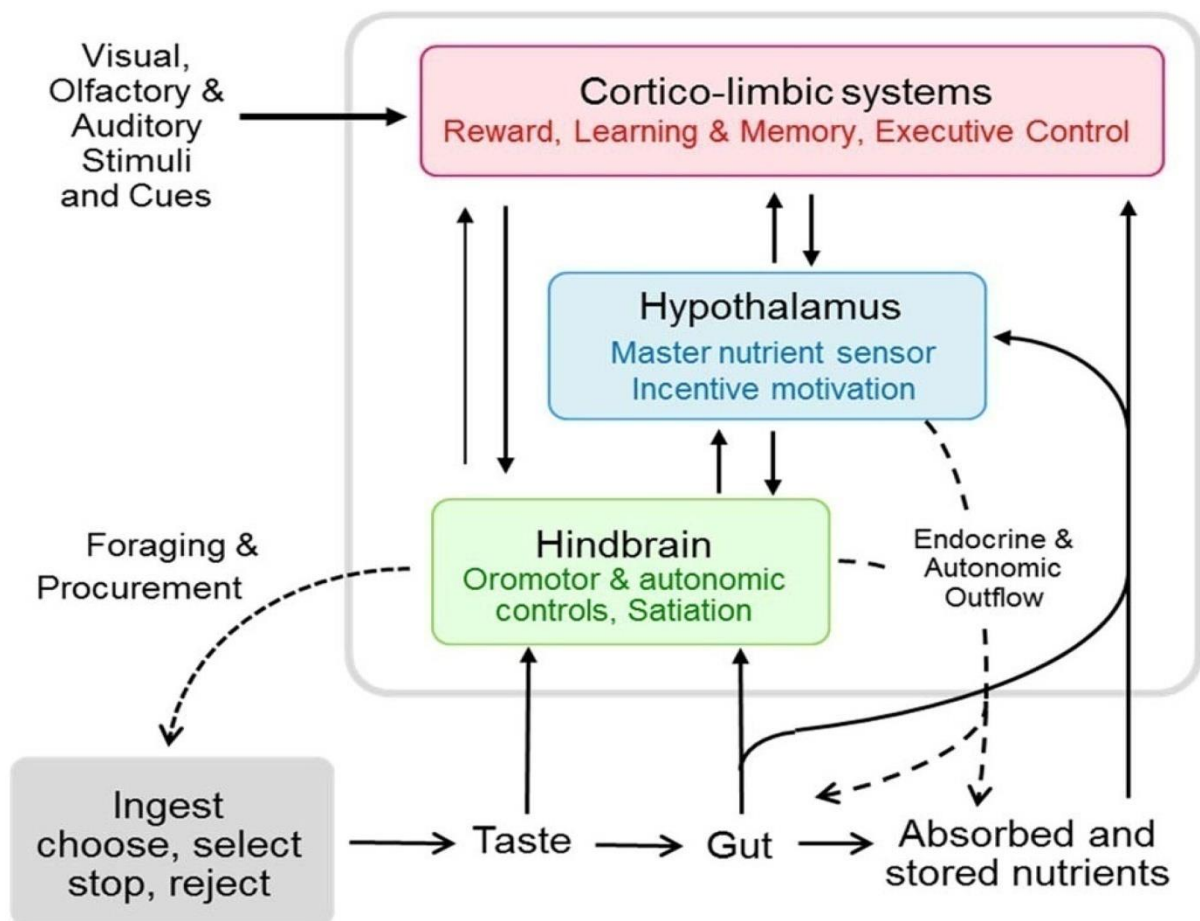 Visual,
Olfactory &
Auditory
Stimuli
and Cues
Cortico-limbic systems
Reward, Learning & Memory, Executive Control
Hypothalamus
Master nutrient sensor
Incentive motivation
Foraging &
Procurement
Hindbrain
Oromotor & autonomic
controls, Satiation
Endocrine &
Autonomic
Outflow
Ingest
choose, select
stop, reject
Taste
Gut
Absorbed and
stored nutrients